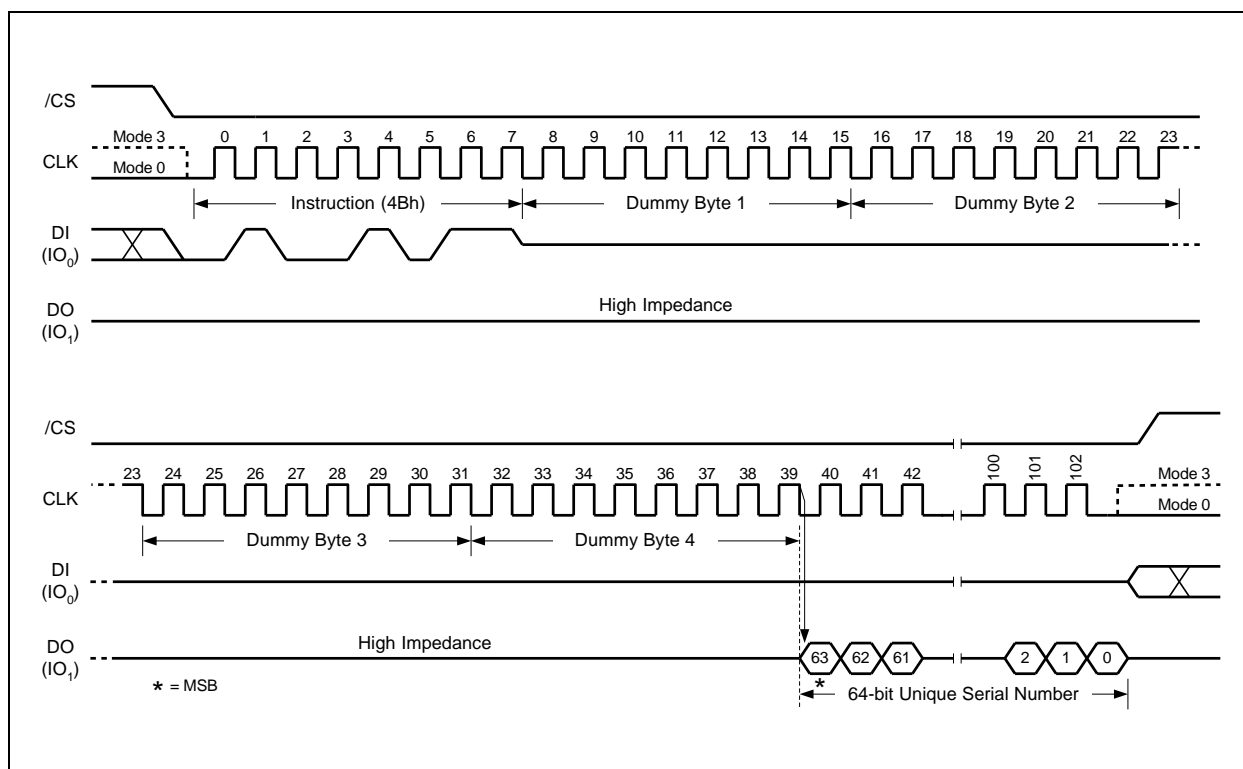 /CS
Mode 3
0 1 2 3 4 5 6 7 8 9 10 11 12 13 14 15 16 17 18 19 20 21 22 23
CLK
Mode 0
Instruction (4Bh)
Dummy Byte 1
Dummy Byte 2
DI
(IO0)
High Impedance
DO
(IO1)
/CS
23 24 25 26 27 28 29 30 31 32 33 34 35 36 37 38 39 40 41 42 100 101 102
Mode 3
CLK
Mode 0
Dummy Byte 3
Dummy Byte 4
DI
(IO0)
High Impedance
DO
(IO1)
63 62 61 2 1 0
* = MSB
*
64-bit Unique Serial Number